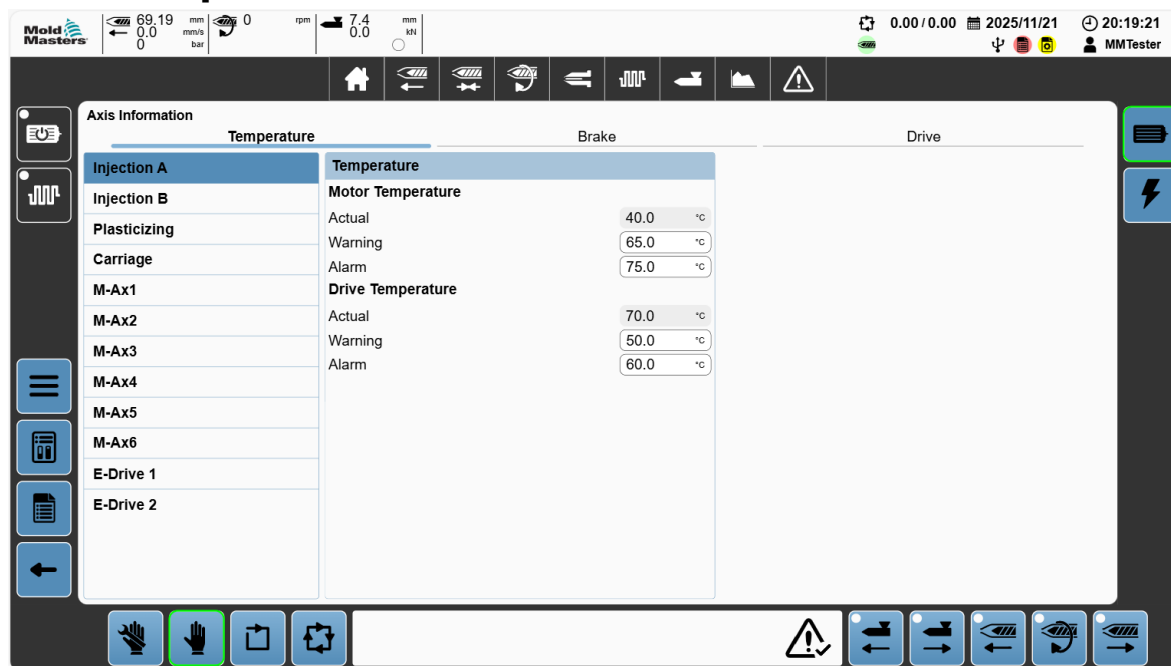 Mold Masters
69.19 mm
0.0 mm/s
0 bar
0 rpm
7.4 mm
0.0 kN
0.00 / 0.00
2025/11/21
20:19:21
MMTester
Axis Information
Temperature Brake Drive
Injection A
Injection B
Plasticizing
Carriage
M-Ax1
M-Ax2
M-Ax3
M-Ax4
M-Ax5
M-Ax6
E-Drive 1
E-Drive 2
Temperature
Motor Temperature
Actual 40.0 °C
Warning 65.0 °C
Alarm 75.0 °C
Drive Temperature
Actual 70.0 °C
Warning 50.0 °C
Alarm 60.0 °C